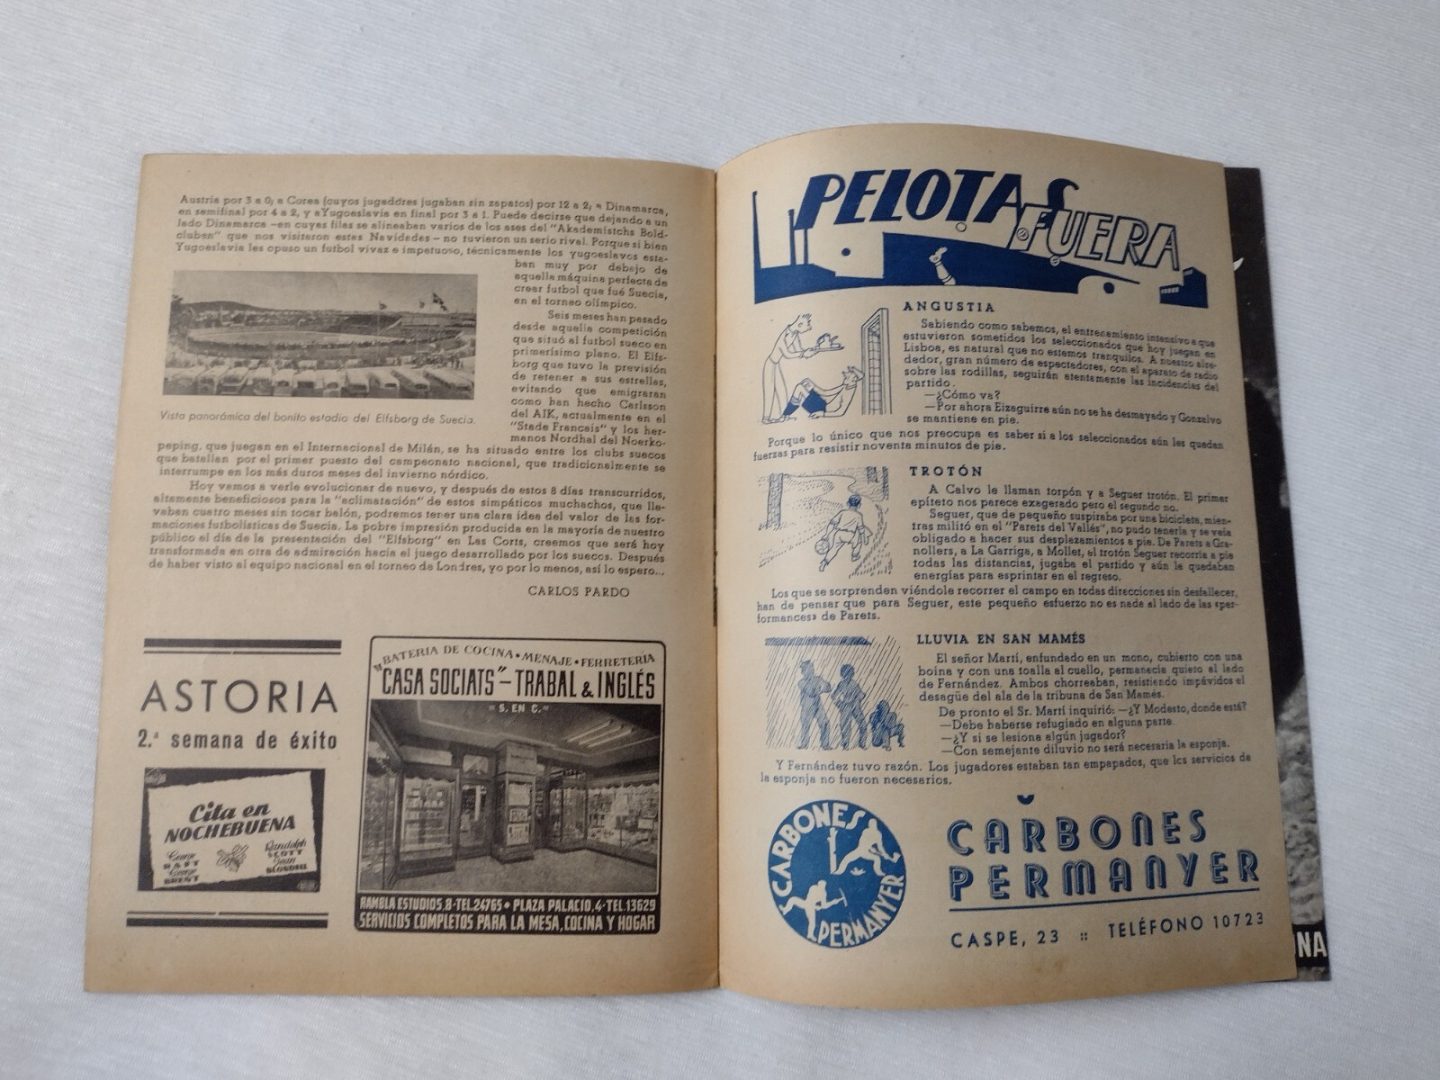 Austria por 3 a 0; a Corea (cuyos jugadores jugaban sin zapatos) por 12 a 2; a Dinamarca,
en semifinal por 4 a 2, y a Yugoeslavia en final por 3 a 1. Puede decirse que dejando a un
lado Dinamarca —en cuyas filas se alineaban varios de los ases del "Akademistchs Bold-
cluban" que nos visitaron estas Navidades— no tuvieron un serio rival. Porque si bien
Yugoeslavia les opuso un futbol vivaz e impetuoso, técnicamente los yugoeslavos esta-
ban muy por debajo de
aquella máquina perfecta de
crear futbol que fué Suecia,
en el torneo olímpico.
Seis meses han pasado
desde aquella competición
que situó al futbol sueco en
primerísimo plano. El Elfs-
borg que tuvo la previsión
de retener a sus estrellas,
evitando que emigraran
como han hecho Carlsson
del AIK, actualmente en el
"Stade Francais" y los her-
manos Nordhal del Noerko-
peping, que juegan en el Internacional de Milán, se ha situado entre los clubs suecos
que batallan por el primer puesto del campeonato nacional, que tradicionalmente se
interrumpe en los más duros meses del invierno nórdico.
Vista panorámica del bonito estadio del Elfsborg de Suecia.
Hoy vamos a verle evolucionar de nuevo, y después de estos 8 días transcurridos,
altamente beneficiosos para la "aclimatación" de estos simpáticos muchachos, que lle-
vaban cuatro meses sin tocar balón, podremos tener una clara idea del valor de las for-
maciones futbolísticas de Suecia. La pobre impresión producida en la mayoría de nuestro
público el día de la presentación del "Elfsborg" en Las Corts, creemos que será hoy
transformada en otra de admiración hacia el juego desarrollado por los suecos. Después
de haber visto al equipo nacional en el torneo de Londres, yo por lo menos, así lo espero...
CARLOS PARDO
ASTORIA
2.ª semana de éxito
Cita en
NOCHEBUENA
George
RAFT
George
BRENT
Randolph
SCOTT
Joan
BLONDELL
BATERIA DE COCINA • MENAJE • FERRETERIA
"CASA SOCIATS" – TRABAL & INGLÉS
S. EN C.
RAMBLA ESTUDIOS, 8 - TEL. 24765 • PLAZA PALACIO, 4 - TEL. 13629
SERVICIOS COMPLETOS PARA LA MESA, COCINA Y HOGAR
PELOTAS FUERA
ANGUSTIA
Sabiendo como sabemos, el entrenamiento intensivo a que
estuvieron sometidos los seleccionados que hoy juegan en
Lisboa, es natural que no estemos tranquilos. A nuestro alre-
dedor, gran número de espectadores, con el aparato de radio
sobre las rodillas, seguirán atentamente las incidencias del
partido.
—¿Cómo va?
—Por ahora Eizaguirre aún no se ha desmayado y Gonzalvo
se mantiene en pie.
Porque lo único que nos preocupa es saber si a los seleccionados aún les quedan
fuerzas para resistir noventa minutos de pie.
TROTÓN
A Calvo le llaman torpón y a Seguer trotón. El primer
epíteto nos parece exagerado pero el segundo no.
Seguer, que de pequeño suspiraba por una bicicleta, mien-
tras militó en el "Parets del Vallés", no pudo tenerla y se veía
obligado a hacer sus desplazamientos a pie. De Parets a Gra-
nollers, a La Garriga, a Mollet, el trotón Seguer recorría a pie
todas las distancias, jugaba el partido y aún le quedaban
energías para esprintar en el regreso.
Los que se sorprenden viéndole recorrer el campo en todas direcciones sin desfallecer,
han de pensar que para Seguer, este pequeño esfuerzo no es nada al lado de las «per-
formances» de Parets.
LLUVIA EN SAN MAMÉS
El señor Martí, enfundado en un mono, cubierto con una
boina y con una toalla al cuello, permanecía quieto al lado
de Fernández. Ambos chorreaban, resistiendo impávidos el
desagüe del ala de la tribuna de San Mamés.
De pronto el Sr. Martí inquirió: —¿Y Modesto, donde está?
—Debe haberse refugiado en alguna parte.
—¿Y si se lesiona algún jugador?
—Con semejante diluvio no será necesaria la esponja.
Y Fernández tuvo razón. Los jugadores estaban tan empapados, que los servicios de
la esponja no fueron necesarios.
CARBONES
PERMANYER
CARBONES
PERMANYER
CASPE, 23 :: TELÉFONO 10723
NA